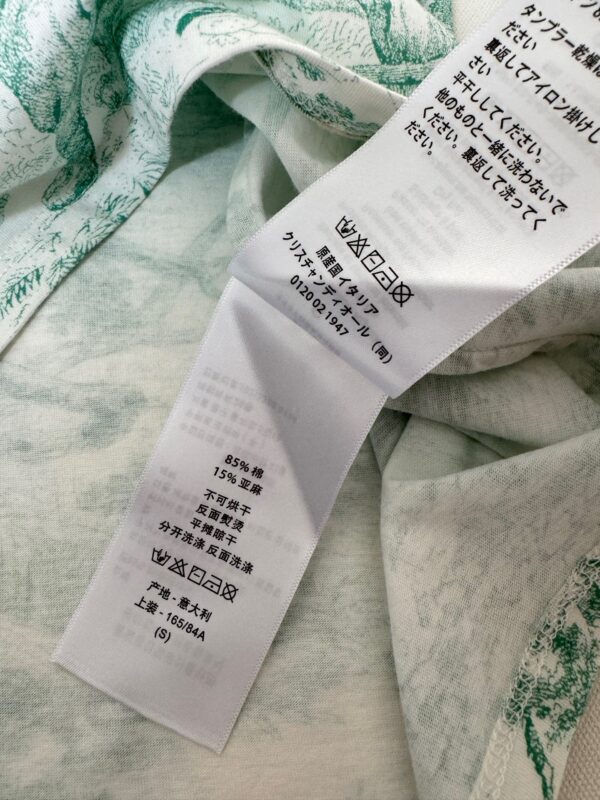 タンブラー乾燥
ださい
裏返してアイロン掛けし
さい
平干ししてください。
他のものと一緒に洗わないで
ください。裏返して洗ってく
ださい。
原産国 イタリア
クリスチャンディオール (同)
0120 02 1947
85% 棉
15% 亚麻
不可烘干
反面熨烫
平摊晾干
分开洗涤 反面洗涤
产地 - 意大利
上装 - 165/84A
(S)